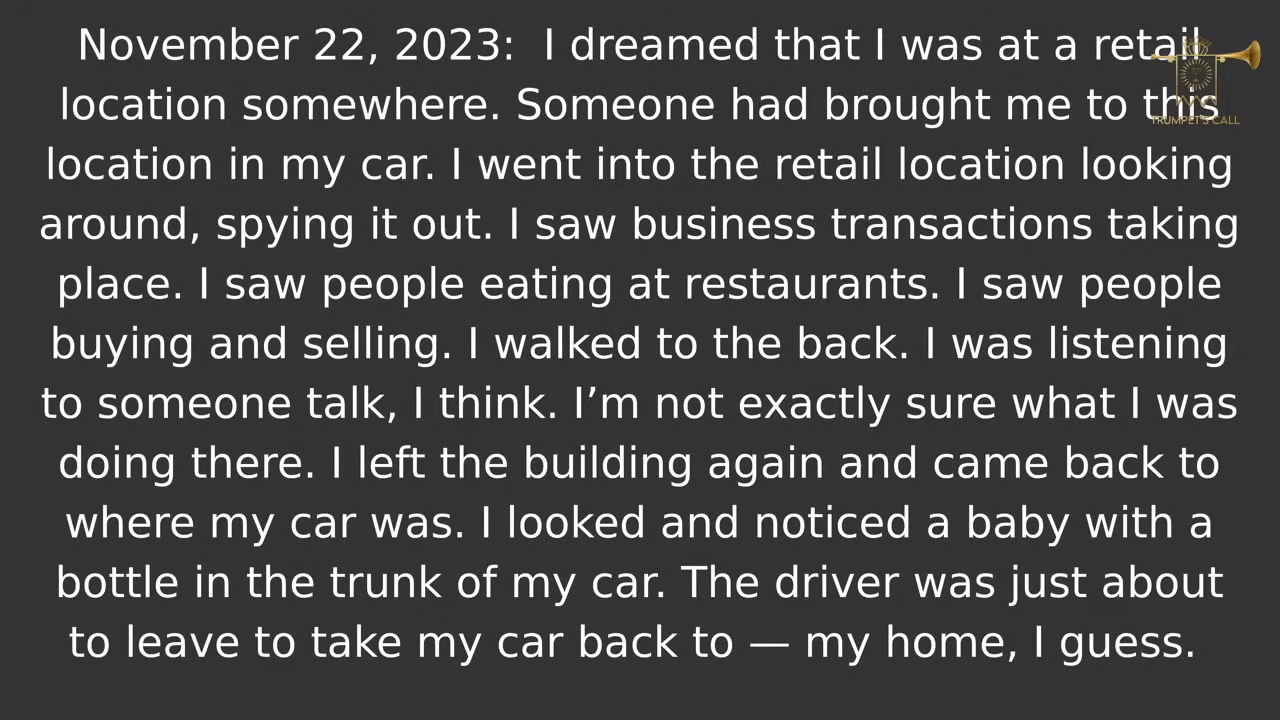 November 22, 2023:  I dreamed that I was at a retail
location somewhere. Someone had brought me to this
location in my car. I went into the retail location looking
around, spying it out. I saw business transactions taking
place. I saw people eating at restaurants. I saw people
buying and selling. I walked to the back. I was listening
to someone talk, I think. I’m not exactly sure what I was
doing there. I left the building again and came back to
where my car was. I looked and noticed a baby with a
bottle in the trunk of my car. The driver was just about
to leave to take my car back to — my home, I guess.
TRUMPET'S CALL